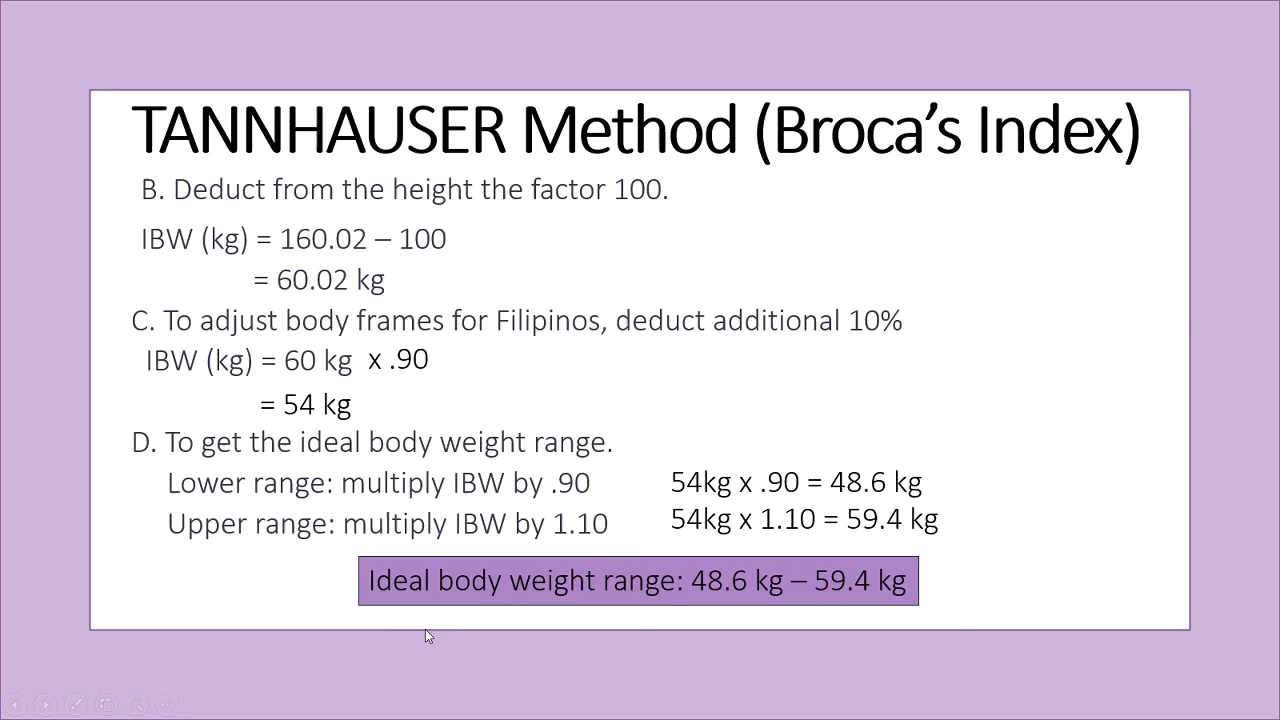 TANNHAUSER Method (Broca’s Index)
B. Deduct from the height the factor 100.
IBW (kg) = 160.02 – 100
= 60.02 kg
C. To adjust body frames for Filipinos, deduct additional 10%
IBW (kg) = 60 kg x .90
= 54 kg
D. To get the ideal body weight range.
Lower range: multiply IBW by .90 54kg x .90 = 48.6 kg
Upper range: multiply IBW by 1.10 54kg x 1.10 = 59.4 kg
Ideal body weight range: 48.6 kg – 59.4 kg